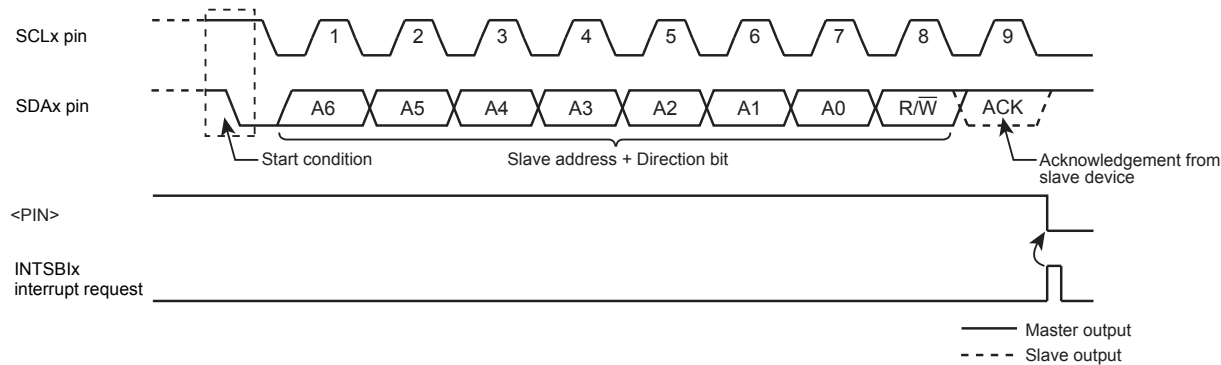 SCLx pin
1 2 3 4 5 6 7 8 9
SDAx pin
A6 A5 A4 A3 A2 A1 A0 R/W̅ ACK
Start condition
Slave address + Direction bit
Acknowledgement from
slave device
<PIN>
INTSBIx
interrupt request
Master output
Slave output